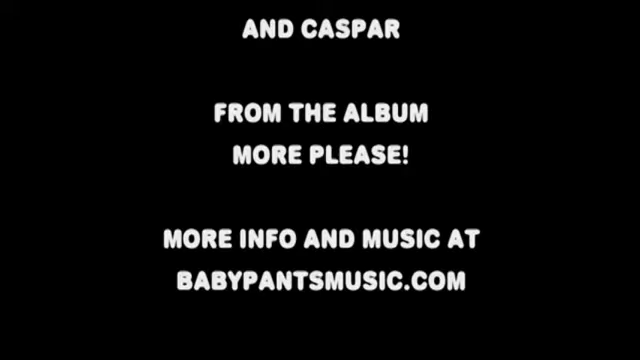 AND CASPAR
FROM THE ALBUM
MORE PLEASE!
MORE INFO AND MUSIC AT
BABYPANTSMUSIC.COM